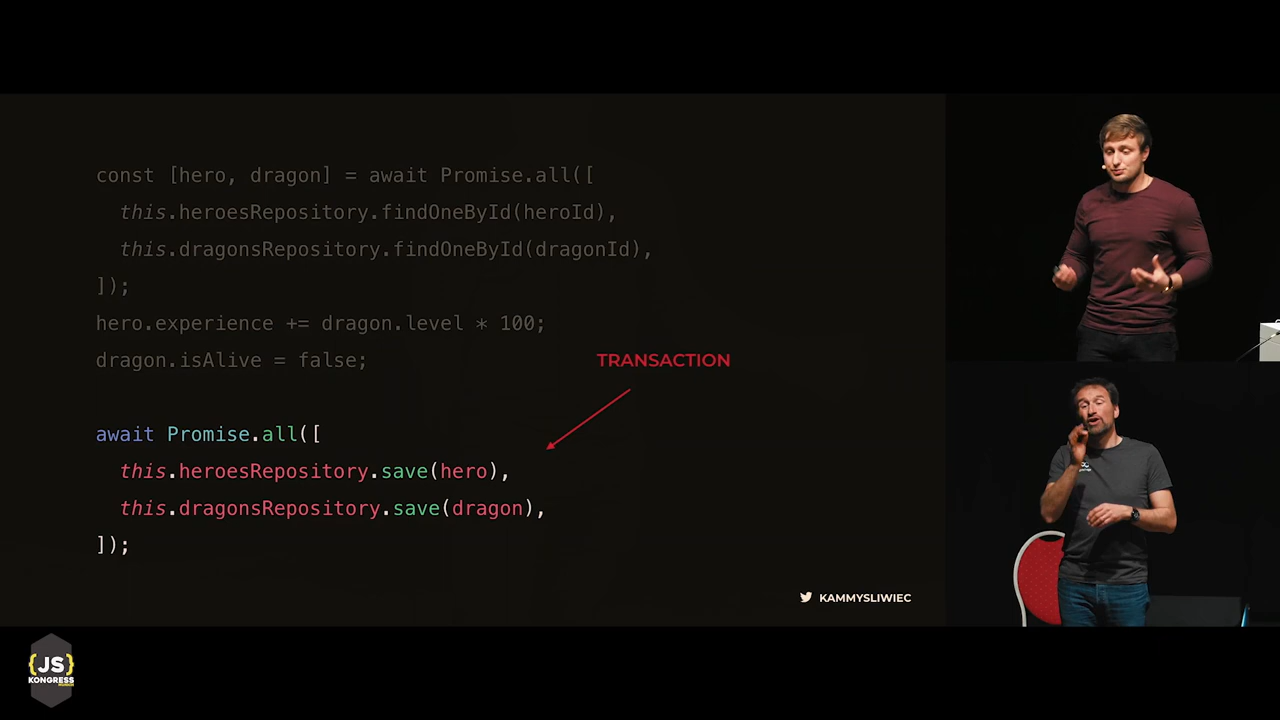 const [hero, dragon] = await Promise.all([
this.heroesRepository.findOneById(heroId),
this.dragonsRepository.findOneById(dragonId),
]);
hero.experience += dragon.level * 100;
dragon.isAlive = false;
TRANSACTION
await Promise.all([
this.heroesRepository.save(hero),
this.dragonsRepository.save(dragon),
]);
KAMMYSLIWIEC
{JS}
KONGRESS